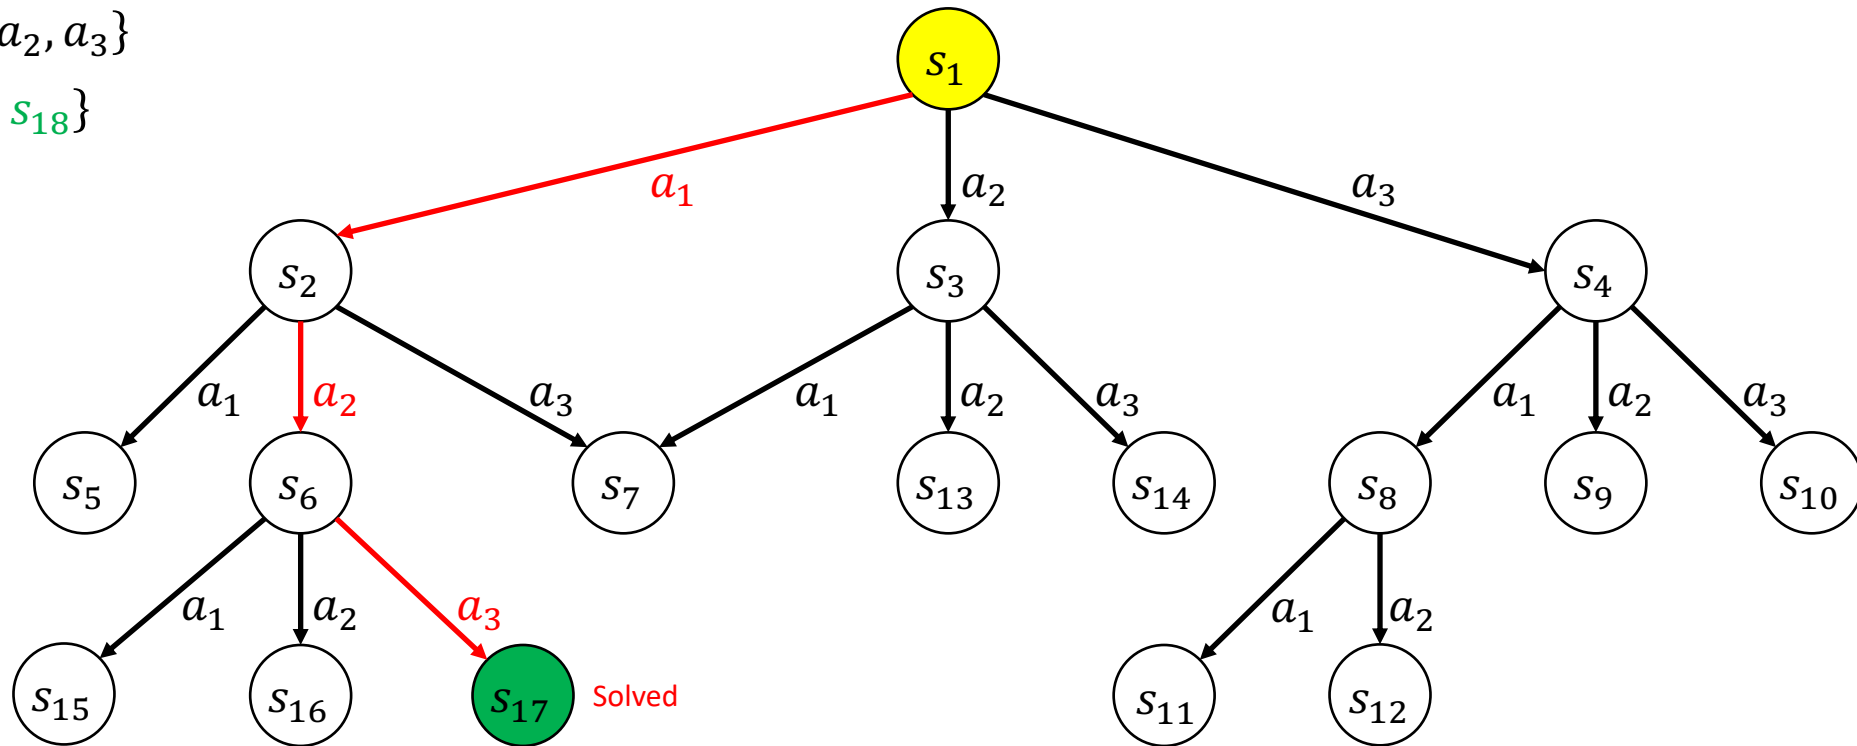 a₂, a₃}
s₁₈}
s₁
a₁ a₂ a₃
s₂ s₃ s₄
a₁ a₂ a₃ a₁ a₂ a₃ a₁ a₂ a₃
s₅ s₆ s₇ s₁₃ s₁₄ s₈ s₉ s₁₀
a₁ a₂ a₃ a₁ a₂
s₁₅ s₁₆ s₁₇ Solved s₁₁ s₁₂